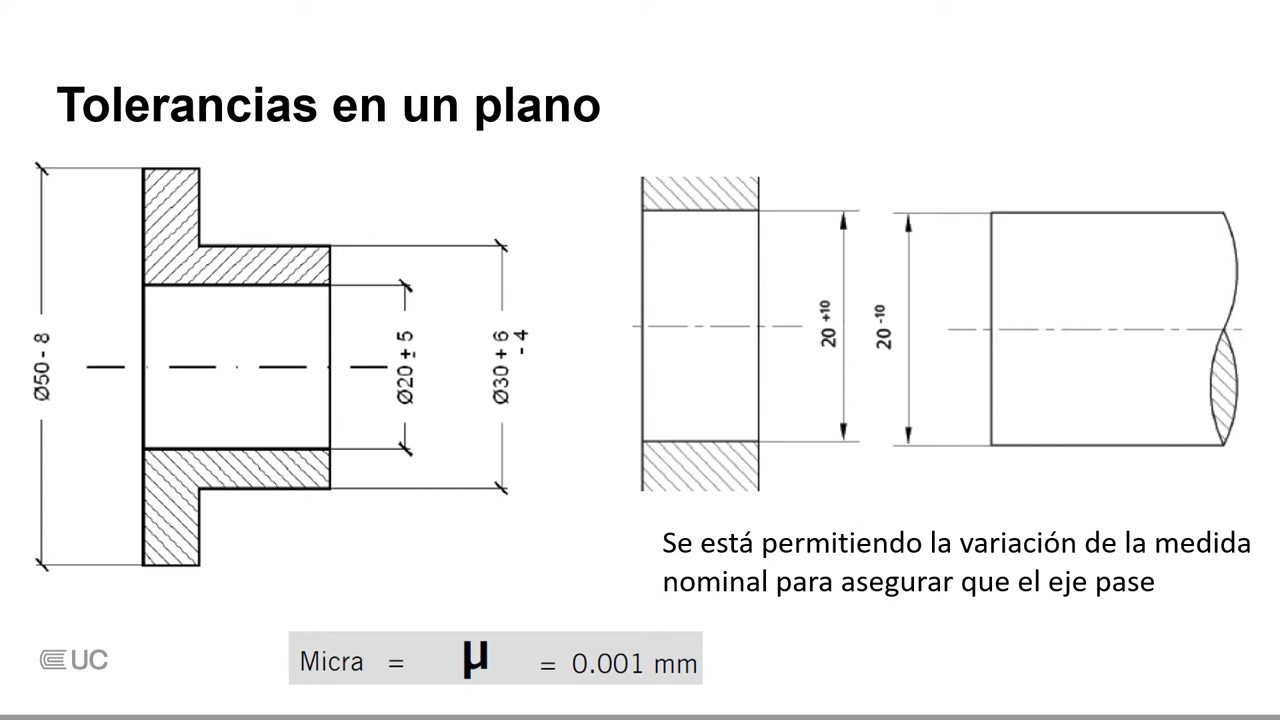 Tolerancias en un plano
Ø50 - 8
Ø20 ± 5
Ø30 + 6
- 4
20 +10
20 -10
Se está permitiendo la variación de la medida
nominal para asegurar que el eje pase
UC
Micra = μ = 0.001 mm